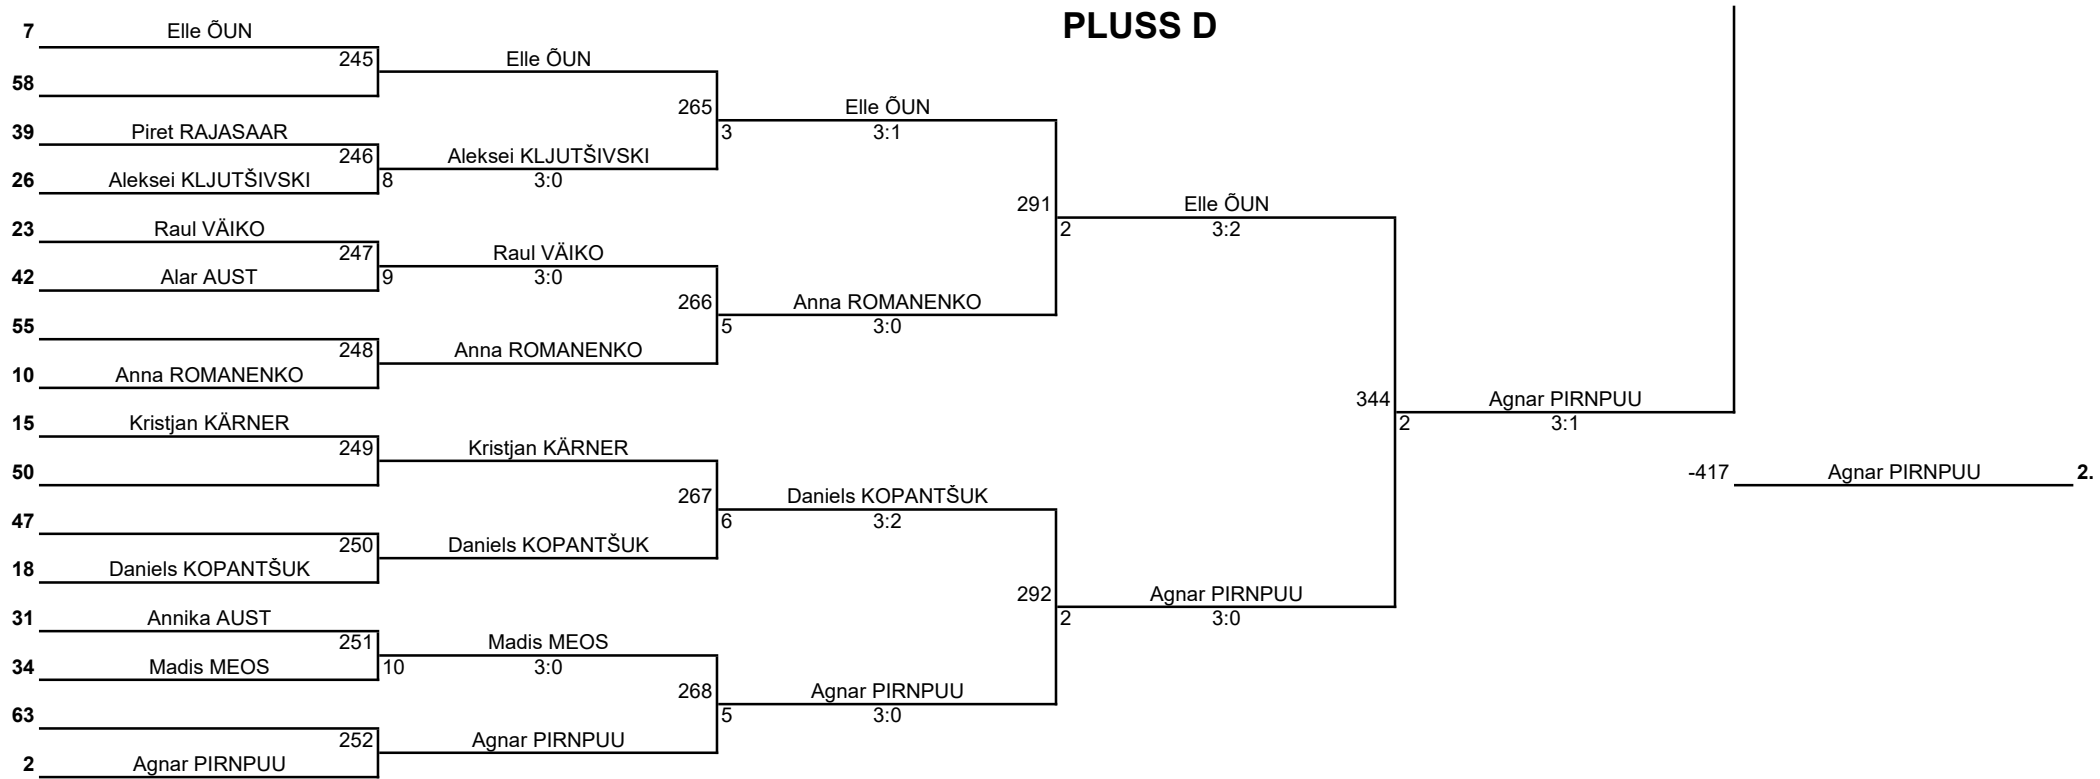 PLUSS D
7 Elle ÕUN
245 Elle ÕUN
58
265 Elle ÕUN
39 Piret RAJASAAR
3 3:1
246 Aleksei KLJUTŠIVSKI
26 Aleksei KLJUTŠIVSKI 8 3:0
291 Elle ÕUN
23 Raul VÄIKO
2 3:2
247 Raul VÄIKO
42 Alar AUST 9 3:0
266 Anna ROMANENKO
55
5 3:0
248 Anna ROMANENKO
10 Anna ROMANENKO
344 Agnar PIRNPUU
15 Kristjan KÄRNER
2 3:1
249 Kristjan KÄRNER
50
-417 Agnar PIRNPUU 2.
267 Daniels KOPANTŠUK
47
6 3:2
250 Daniels KOPANTŠUK
18 Daniels KOPANTŠUK
292 Agnar PIRNPUU
31 Annika AUST
2 3:0
251 Madis MEOS
34 Madis MEOS 10 3:0
268 Agnar PIRNPUU
63
5 3:0
252 Agnar PIRNPUU
2 Agnar PIRNPUU